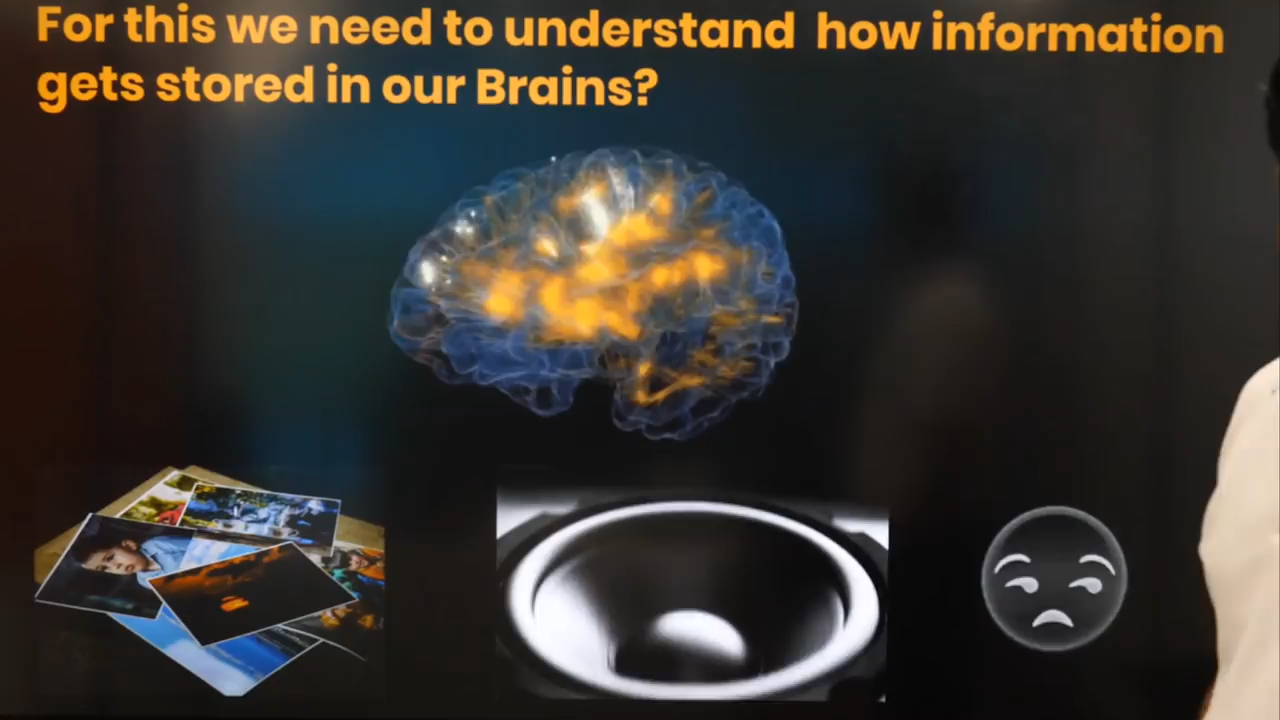 For this we need to understand how information
gets stored in our Brains?